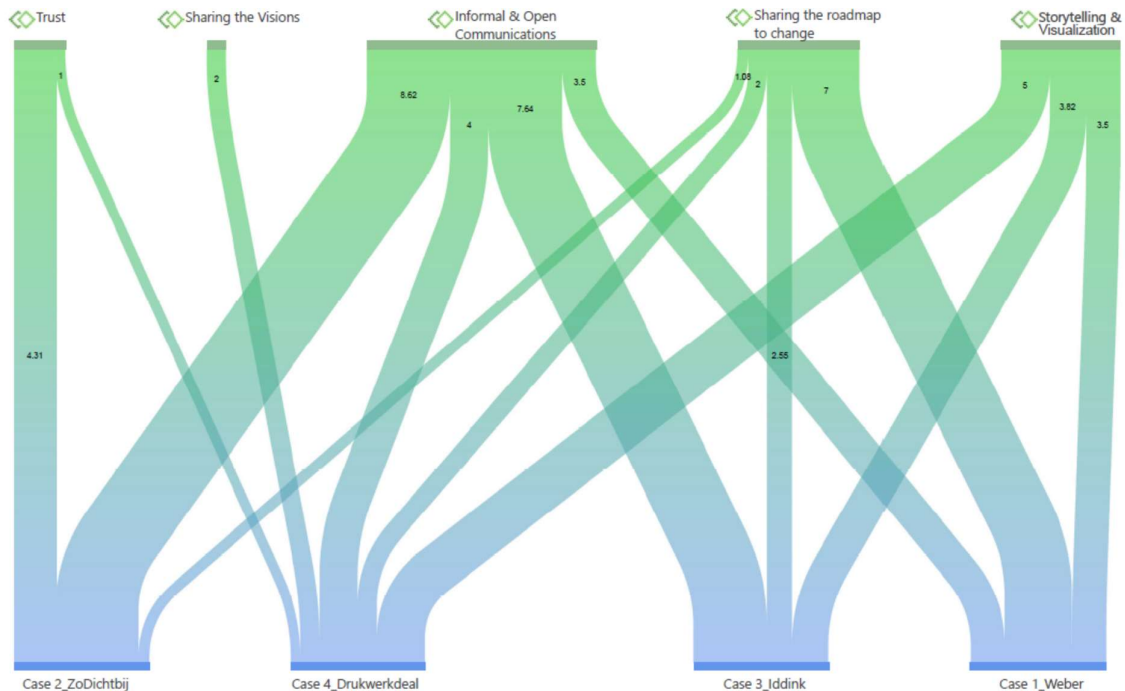 Trust
Sharing the Visions
Informal & Open
Communications
Sharing the roadmap
to change
Storytelling &
Visualization
1
2
8.62
4
7.64
3.5
1.08
2
7
5
3.82
3.5
4.31
2.55
Case 2_ZoDichtbij
Case 4_Drukwerkdeal
Case 3_Iddink
Case 1_Weber